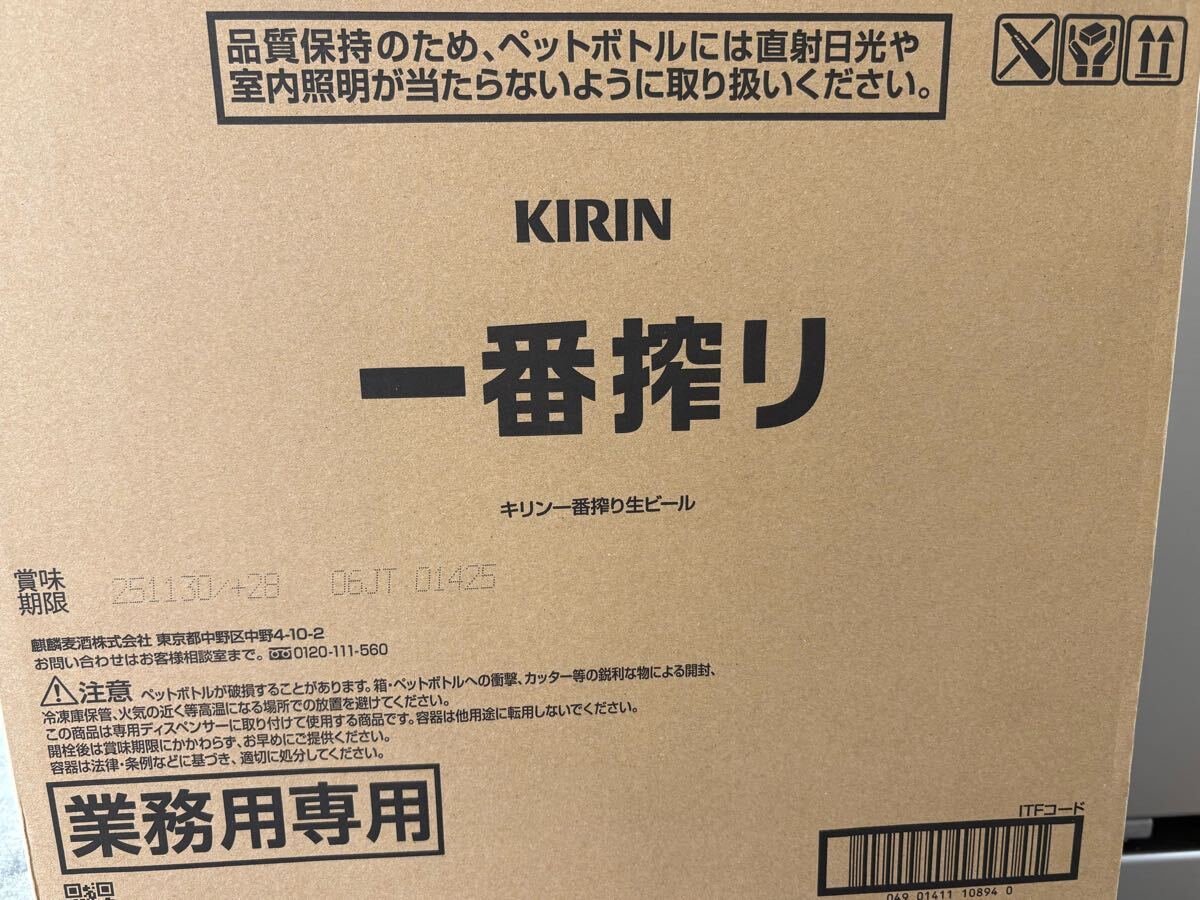 品質保持のため、ペットボトルには直射日光や
室内照明が当たらないように取り扱いください。
KIRIN
一番搾り
キリン一番搾り生ビール
賞味
期限
251130/+28 06JT 01425
麒麟麦酒株式会社 東京都中野区中野4-10-2
お問い合わせはお客様相談室まで。0120-111-560
注意 ペットボトルが破損することがあります。箱・ペットボトルへの衝撃、カッター等の鋭利な物による開封、
冷凍庫保管、火気の近く等高温になる場所での放置を避けてください。
この商品は専用ディスペンサーに取り付けて使用する商品です。容器は他用途に転用しないでください。
開栓後は賞味期限にかかわらず、お早めにご提供ください。
容器は法律・条例などに基づき、適切に処分してください。
業務用専用
ITFコード
049 01411 10894 0